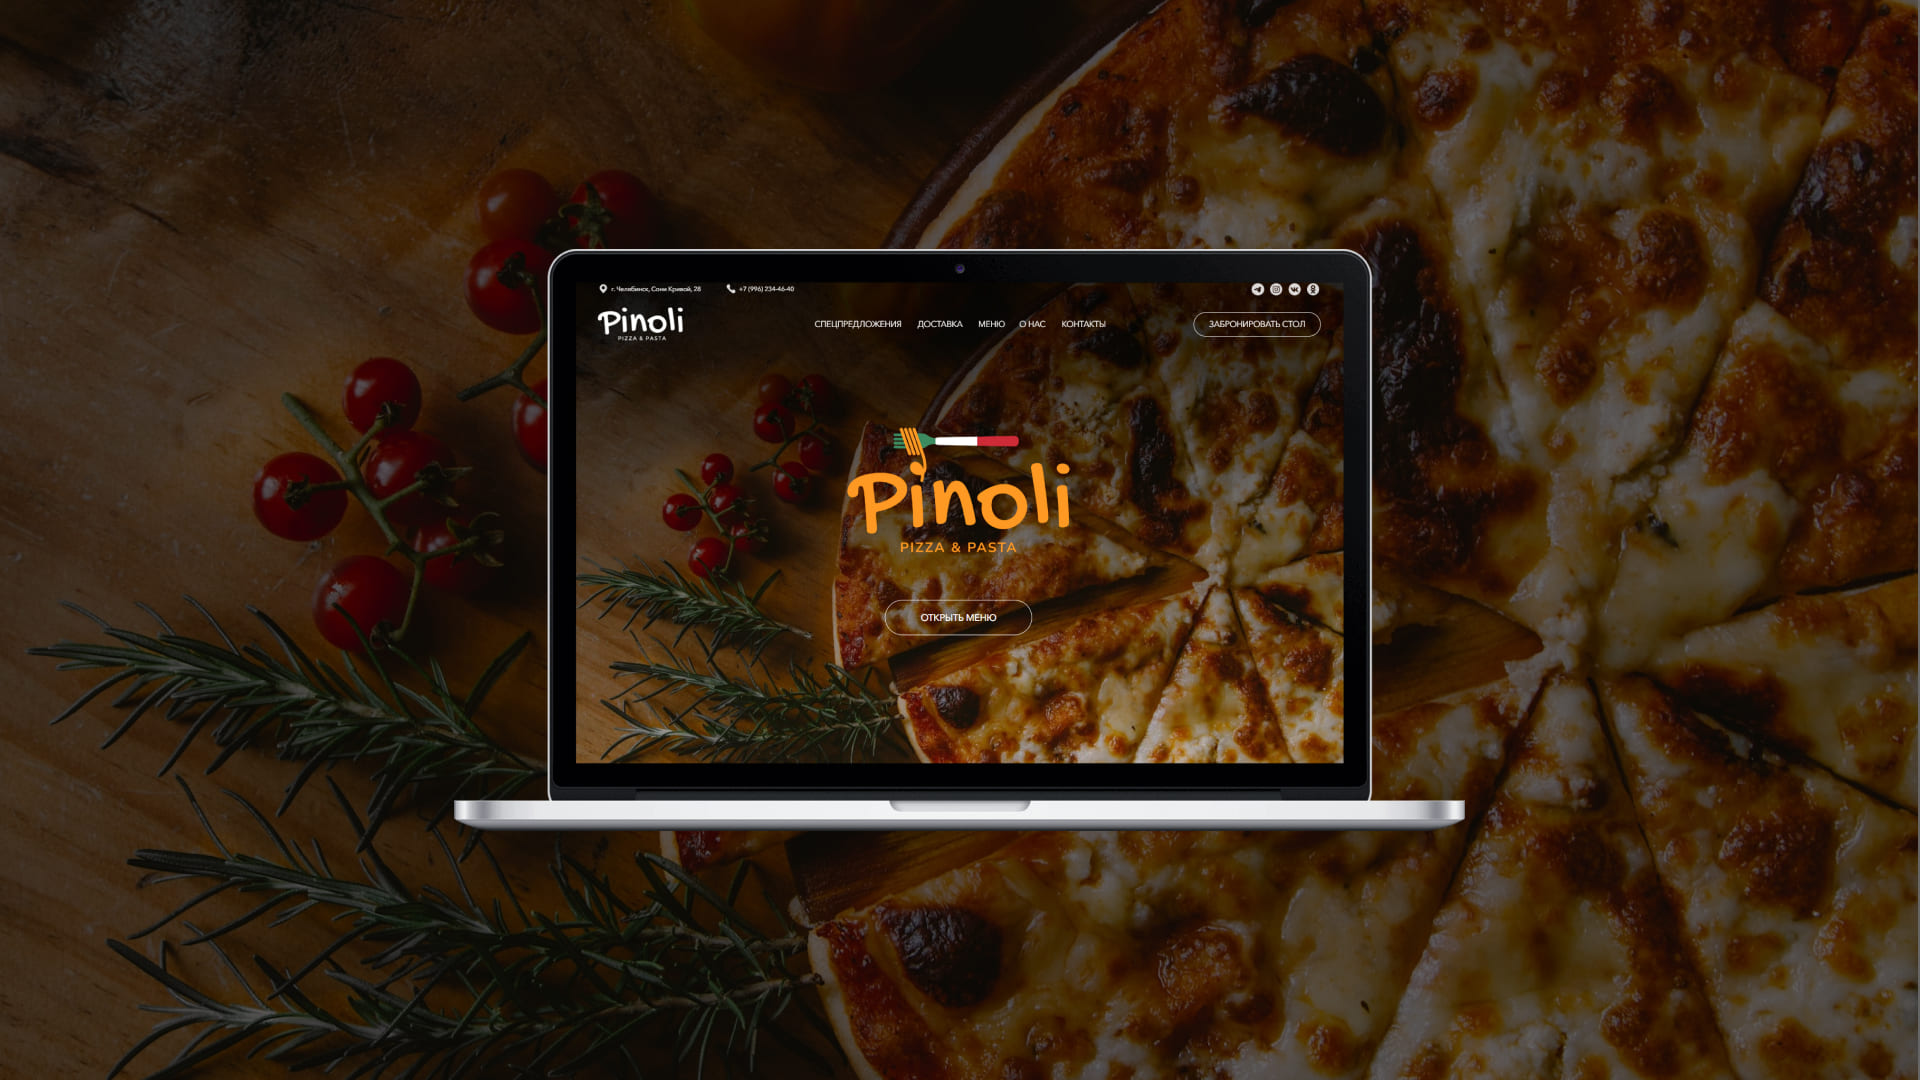 г. Челябинск, Сони Кривой, 28
+7 (996) 234-46-40
Pinoli
PIZZA & PASTA
СПЕЦПРЕДЛОЖЕНИЯ ДОСТАВКА МЕНЮ О НАС КОНТАКТЫ
ЗАБРОНИРОВАТЬ СТОЛ
Pinoli
PIZZA & PASTA
ОТКРЫТЬ МЕНЮ